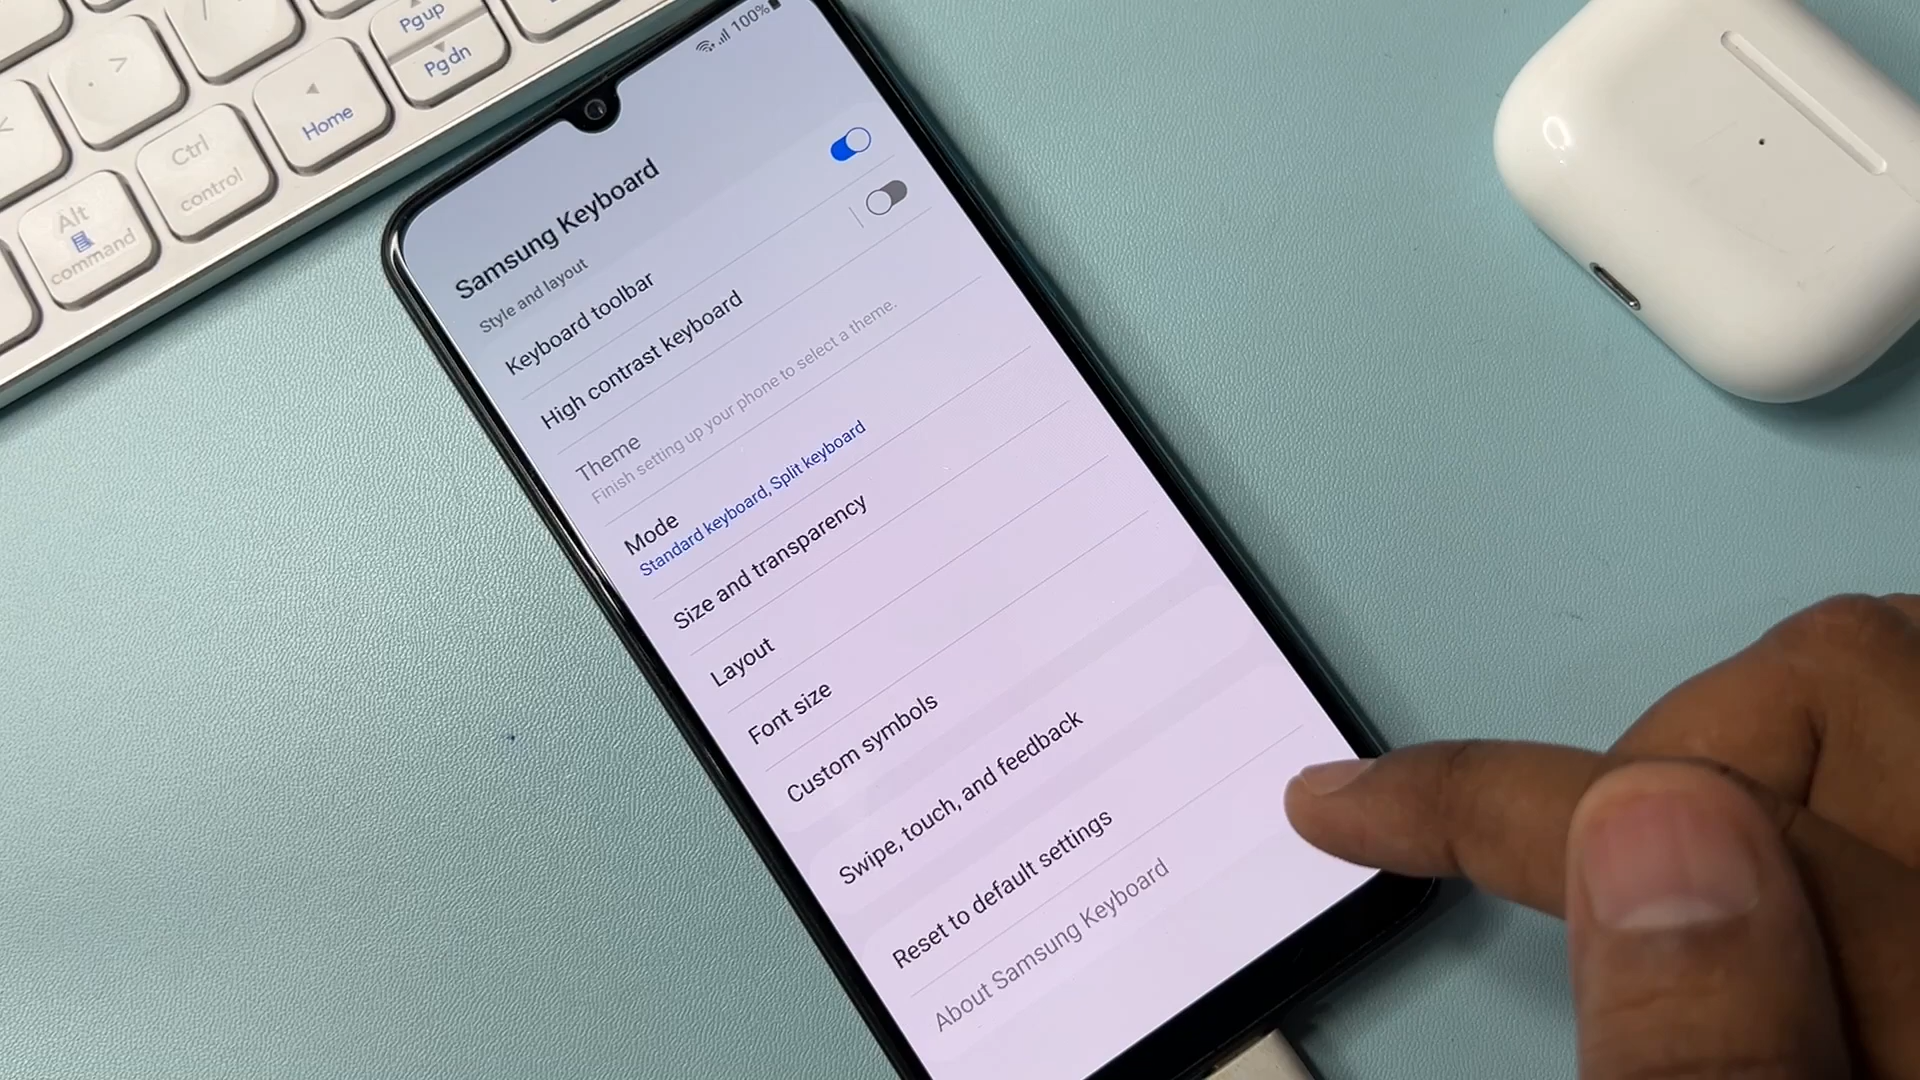 Pgup
Pgdn
>
.
Home
Ctrl
control
Alt
command
<
100%
Samsung Keyboard
Style and layout
Keyboard toolbar
High contrast keyboard
Theme
Finish setting up your phone to select a theme.
Mode
Standard keyboard, Split keyboard
Size and transparency
Layout
Font size
Custom symbols
Swipe, touch, and feedback
Reset to default settings
About Samsung Keyboard